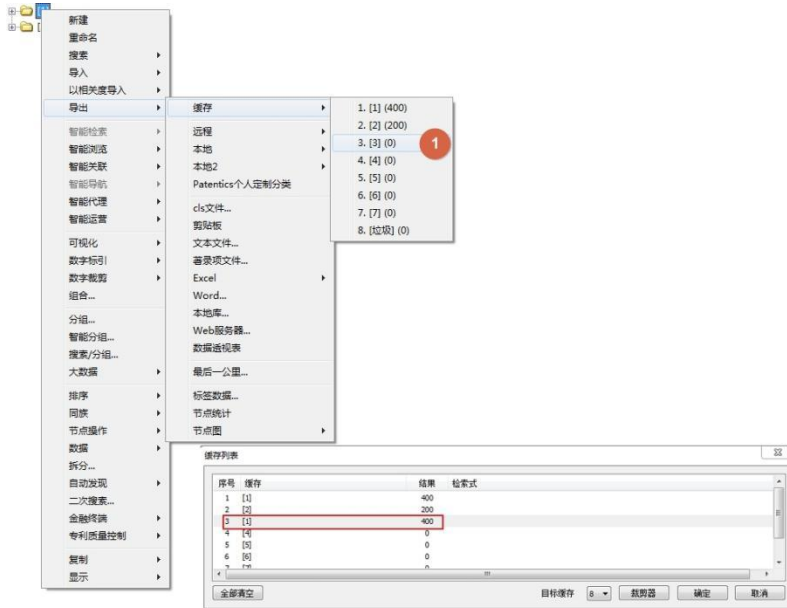 [1]
[
新建
重命名
搜索
导入
以相关度导入
导出
智能检索
智能浏览
智能关联
智能导航
智能代理
智能运营
可视化
数字标引
数字裁剪
组合...
分组...
智能分组...
搜索/分组...
大数据
排序
同族
节点操作
数据
拆分...
自动发现
二次搜索...
金融终端
专利质量控制
复制
显示
缓存
远程
本地
本地2
Patentics个人定制分类
cls文件...
剪贴板
文本文件...
著录项文件...
Excel
Word...
本地库...
Web服务器...
数据透视表
最后一公里...
标签数据...
节点统计
节点图
1. [1] (400)
2. [2] (200)
3. [3] (0)
4. [4] (0)
5. [5] (0)
6. [6] (0)
7. [7] (0)
8. [垃圾] (0)
1
缓存列表
序号 缓存 结果 检索式
1 [1] 400
2 [2] 200
3 [1] 400
4 [4] 0
5 [5] 0
6 [6] 0
7 [7] 0
全部清空 目标缓存 8 裁剪器 确定 取消